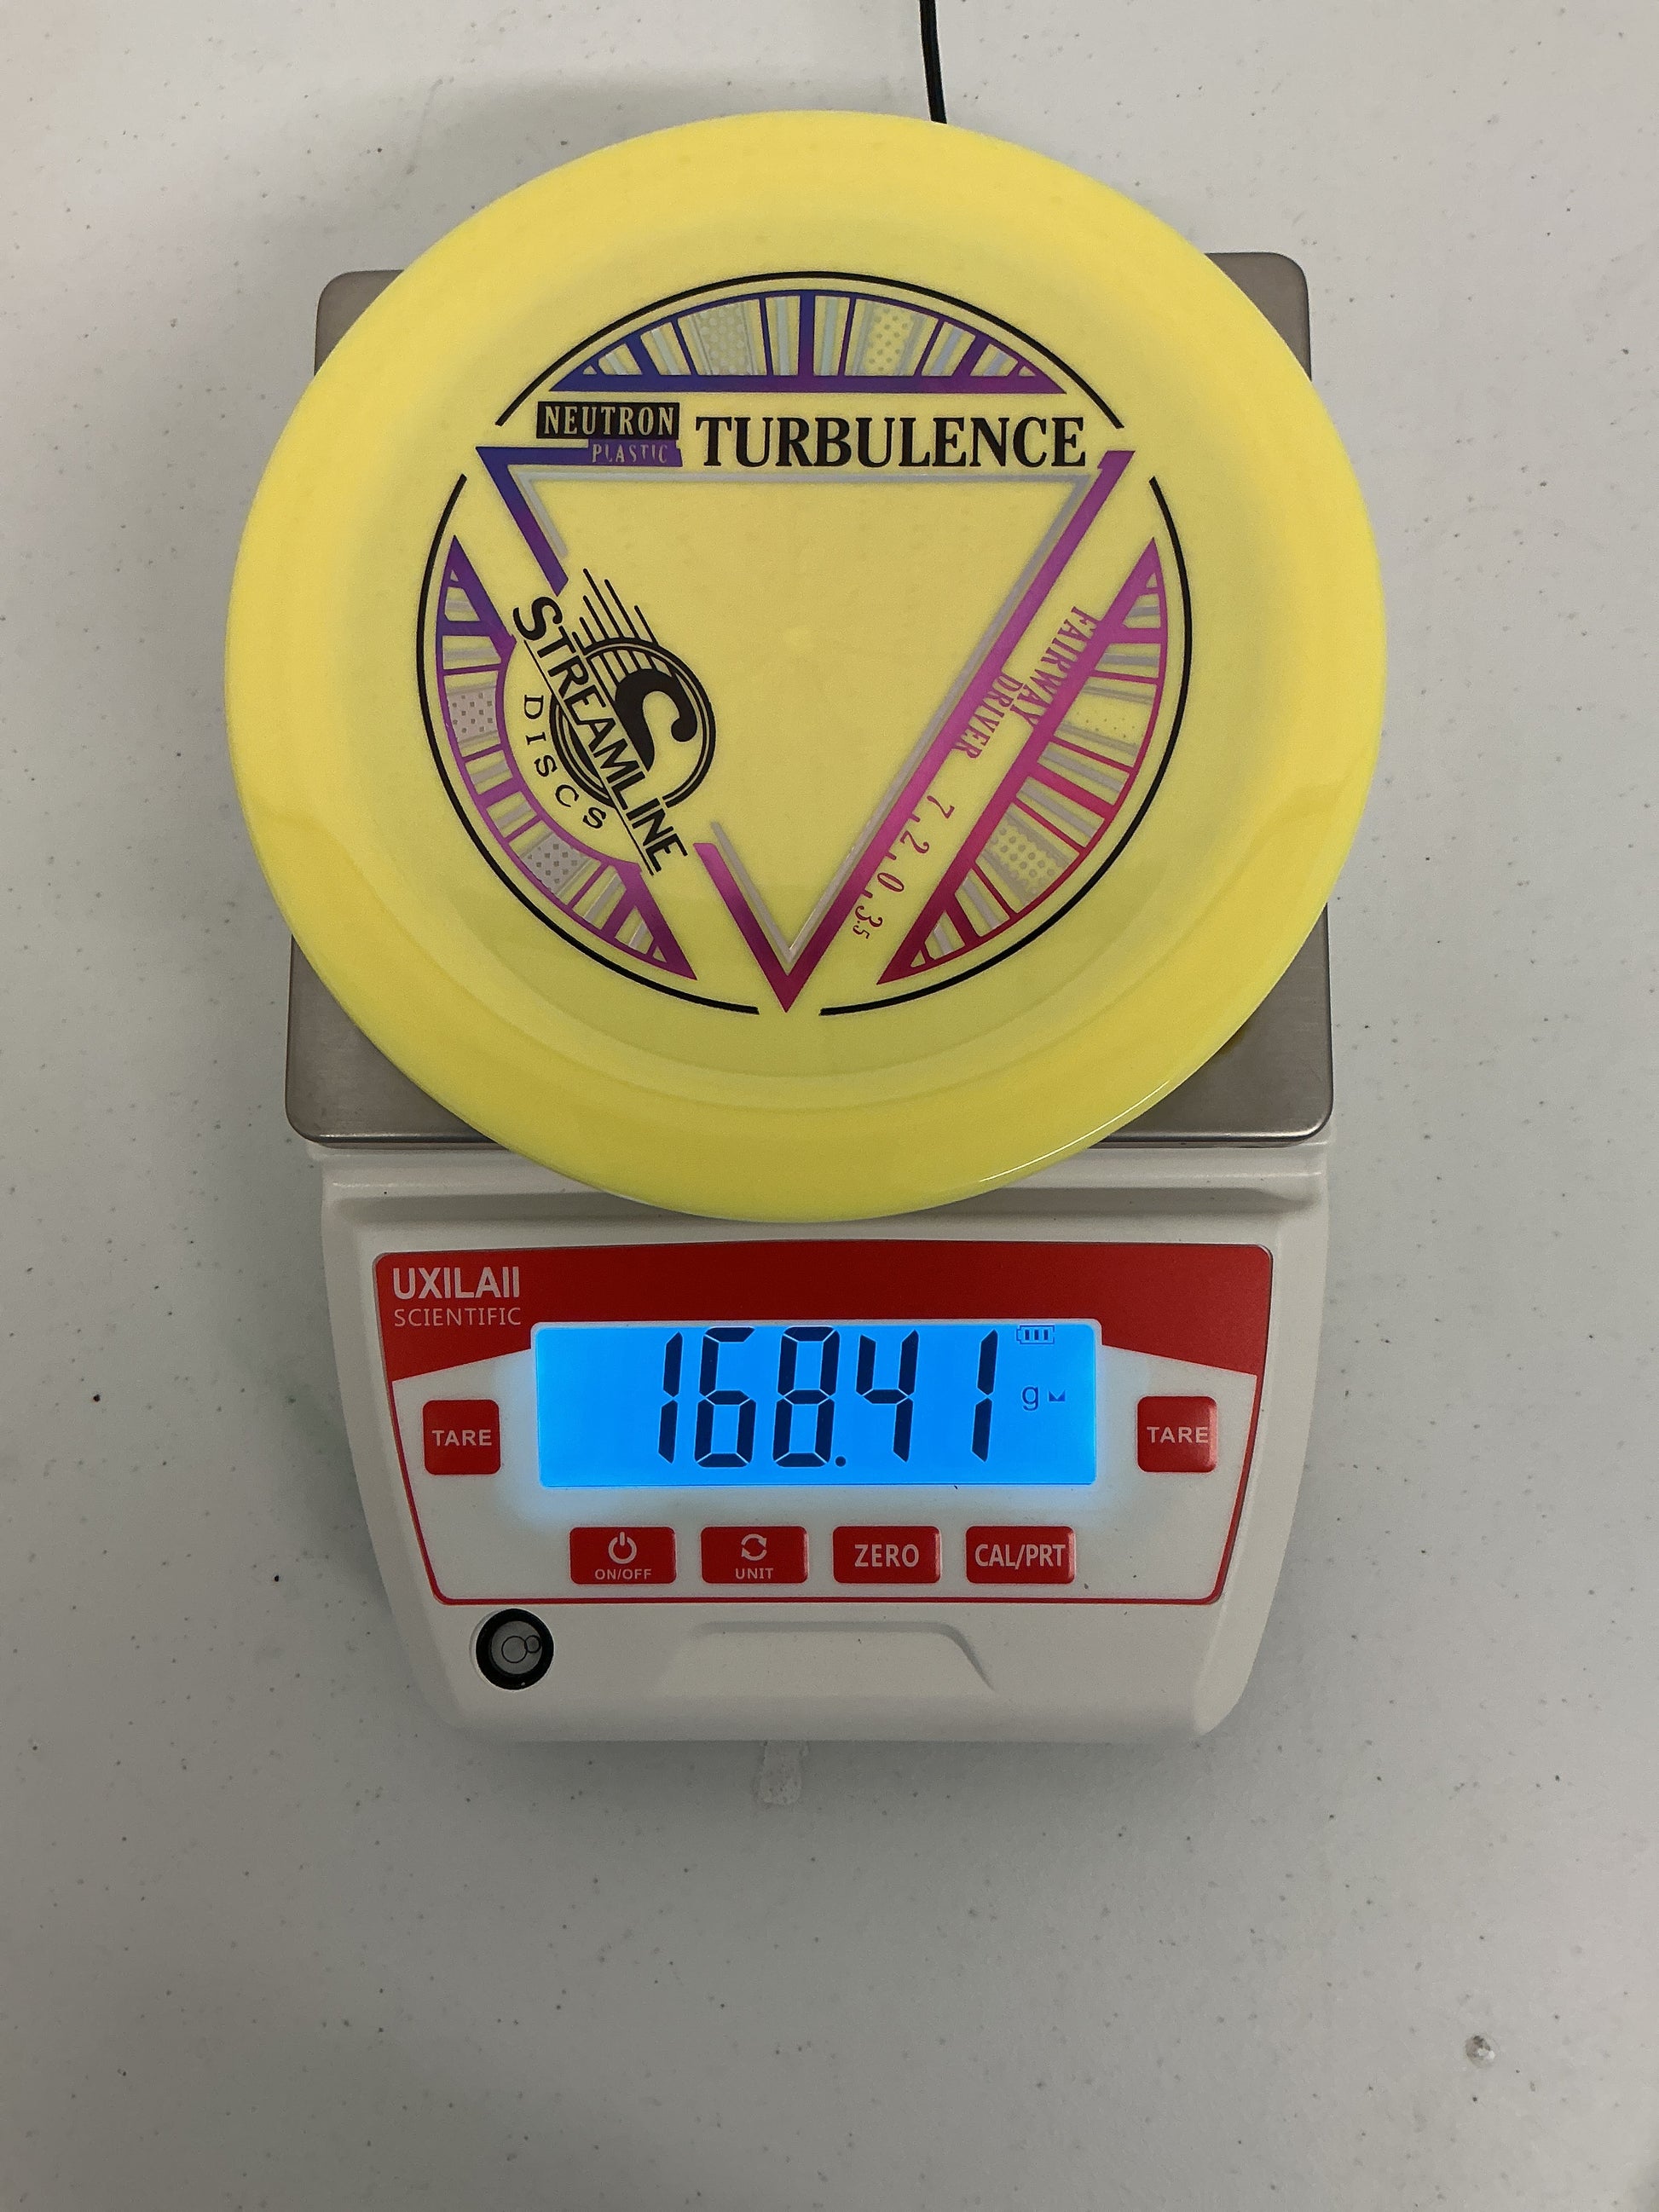 NEUTRON
PLASTIC
TURBULENCE
STREAMLINE
DISCS
FAIRWAY
DRIVER
7, 2, 0, 3.5
UXILAII
SCIENTIFIC
168.41 g
TARE
TARE
ON/OFF
UNIT
ZERO
CAL/PRT